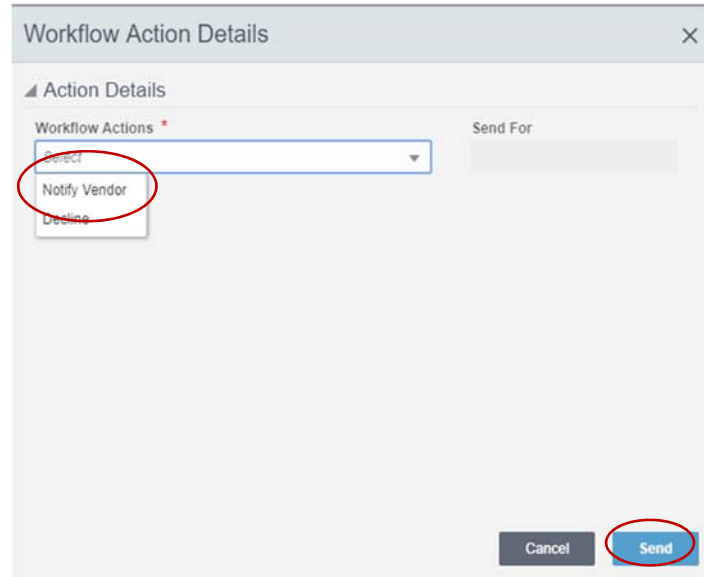 Workflow Action Details
Action Details
Workflow Actions * Send For
Select
Notify Vendor
Decline
Cancel Send